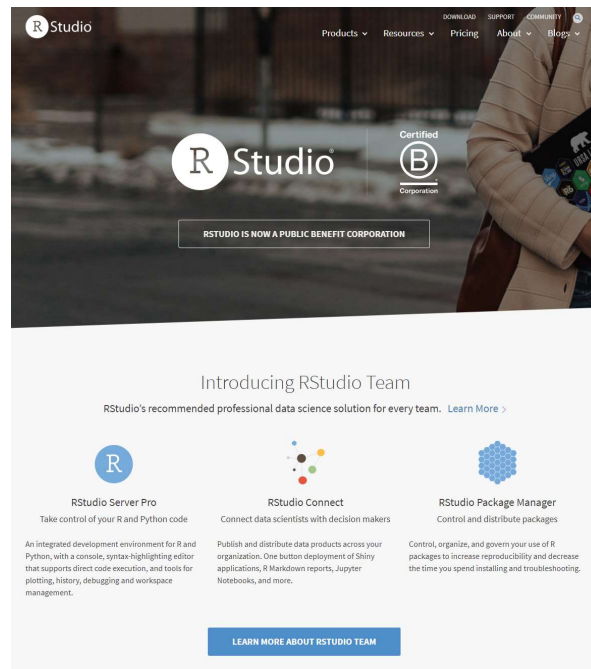 R Studio
DOWNLOAD SUPPORT COMMUNITY
Products Resources Pricing About Blogs
R Studio®
Certified
B
Corporation
RSTUDIO IS NOW A PUBLIC BENEFIT CORPORATION
Introducing RStudio Team
RStudio's recommended professional data science solution for every team. Learn More >
R
RStudio Server Pro
Take control of your R and Python code
An integrated development environment for R and
Python, with a console, syntax-highlighting editor
that supports direct code execution, and tools for
plotting, history, debugging and workspace
management.
RStudio Connect
Connect data scientists with decision makers
Publish and distribute data products across your
organization. One button deployment of Shiny
applications, R Markdown reports, Jupyter
Notebooks, and more.
RStudio Package Manager
Control and distribute packages
Control, organize, and govern your use of R
packages to increase reproducibility and decrease
the time you spend installing and troubleshooting.
LEARN MORE ABOUT RSTUDIO TEAM